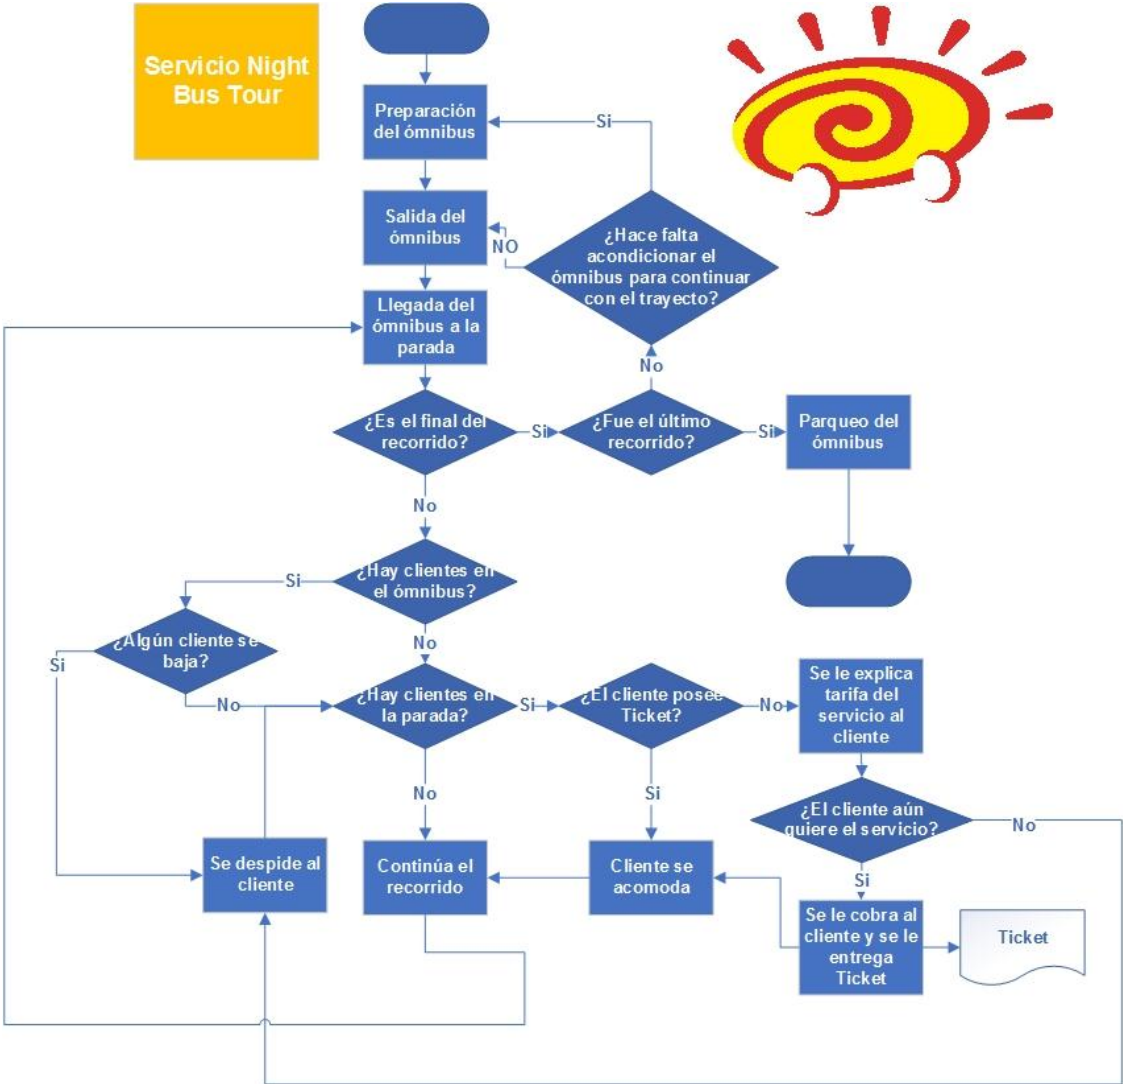 Servicio Night
Bus Tour
Preparación
del ómnibus
Si
Salida del
ómnibus
NO
¿Hace falta
acondicionar el
ómnibus para continuar
con el trayecto?
Llegada del
ómnibus a la
parada
No
¿Es el final del
recorrido?
Si
¿Fue el último
recorrido?
Si
Parqueo del
ómnibus
No
¿Hay clientes en
el ómnibus?
Si
¿Algún cliente se
baja?
No
Si
No
¿Hay clientes en
la parada?
Si
¿El cliente posee
Ticket?
No
Se le explica
tarifa del
servicio al
cliente
No
Si
¿El cliente aún
quiere el servicio?
No
Se despide al
cliente
Continúa el
recorrido
Cliente se
acomoda
Si
Se le cobra al
cliente y se le
entrega
Ticket
Ticket